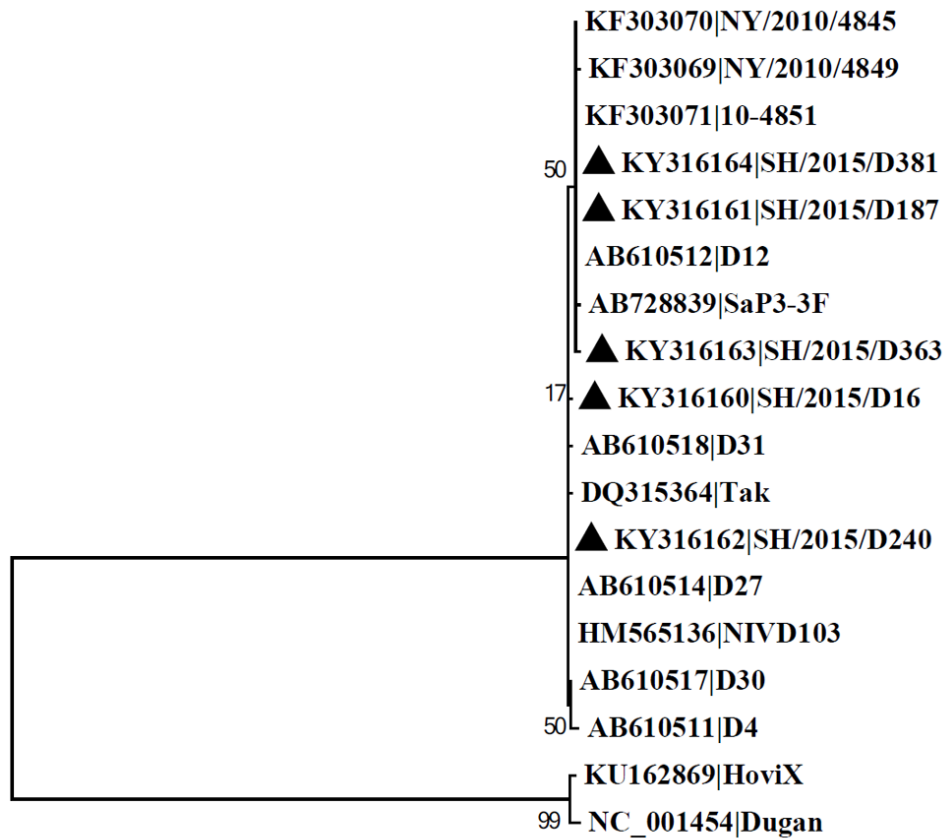 KF303070|NY/2010/4845
KF303069|NY/2010/4849
KF303071|10-4851
50
KY316164|SH/2015/D381
KY316161|SH/2015/D187
AB610512|D12
AB728839|SaP3-3F
KY316163|SH/2015/D363
17
KY316160|SH/2015/D16
AB610518|D31
DQ315364|Tak
KY316162|SH/2015/D240
AB610514|D27
HM565136|NIVD103
AB610517|D30
50
AB610511|D4
KU162869|HoviX
99
NC_001454|Dugan